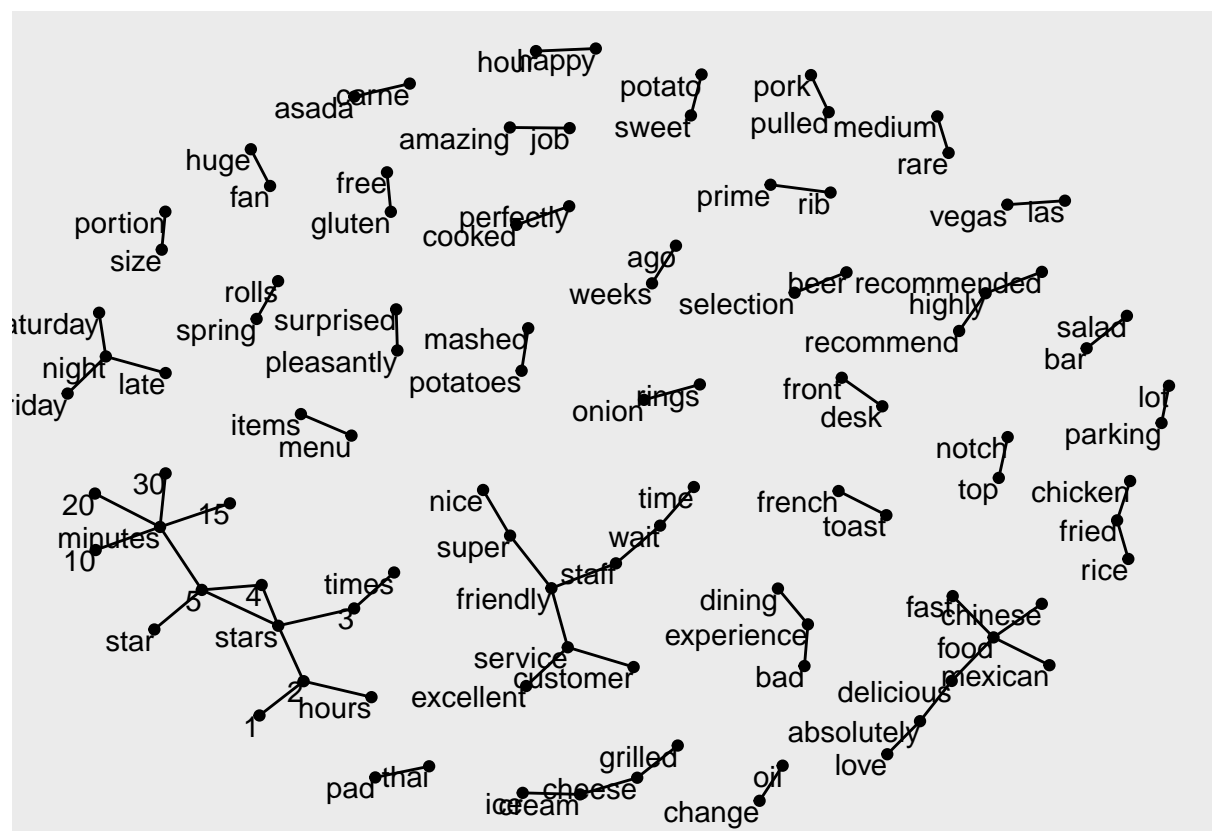 hour happy
asada carne
potato
sweet
pork
pulled
medium
rare
amazing job
huge
fan
free
gluten
prime rib
portion
size
perfectly
cooked
vegas las
ago
weeks
rolls
spring
surprised
pleasantly
beer
selection
recommended
highly
recommend
aturday
night
late
riday
mashed
potatoes
salad
bar
onion rings
front
desk
lot
parking
items
menu
notch
top
20
30
15
minutes
10
nice
super
time
wait
staff
friendly
french
toast
chicken
fried
rice
5
4
times
3
star
stars
2
hours
1
service
customer
excellent
dining
experience
bad
fast
chinese
food
mexican
delicious
absolutely
love
pad thai
grilled
cheese
ice cream
oil
change